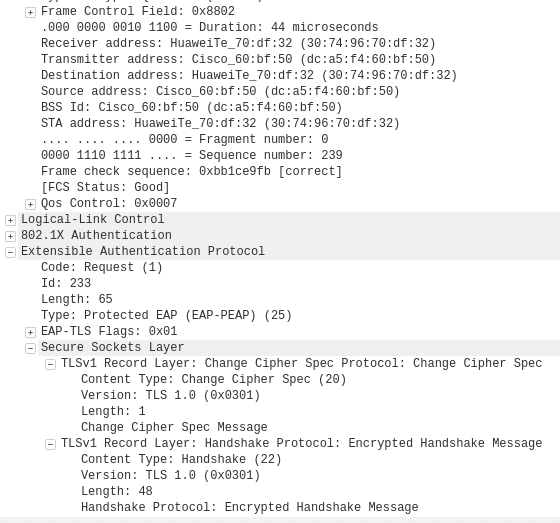 Frame Control Field: 0x8802
.000 0000 0010 1100 = Duration: 44 microseconds
Receiver address: HuaweiTe_70:df:32 (30:74:96:70:df:32)
Transmitter address: Cisco_60:bf:50 (dc:a5:f4:60:bf:50)
Destination address: HuaweiTe_70:df:32 (30:74:96:70:df:32)
Source address: Cisco_60:bf:50 (dc:a5:f4:60:bf:50)
BSS Id: Cisco_60:bf:50 (dc:a5:f4:60:bf:50)
STA address: HuaweiTe_70:df:32 (30:74:96:70:df:32)
.... .... .... 0000 = Fragment number: 0
0000 1110 1111 .... = Sequence number: 239
Frame check sequence: 0xbb1ce9fb [correct]
[FCS Status: Good]
Qos Control: 0x0007
Logical-Link Control
802.1X Authentication
Extensible Authentication Protocol
Code: Request (1)
Id: 233
Length: 65
Type: Protected EAP (EAP-PEAP) (25)
EAP-TLS Flags: 0x01
Secure Sockets Layer
TLSv1 Record Layer: Change Cipher Spec Protocol: Change Cipher Spec
Content Type: Change Cipher Spec (20)
Version: TLS 1.0 (0x0301)
Length: 1
Change Cipher Spec Message
TLSv1 Record Layer: Handshake Protocol: Encrypted Handshake Message
Content Type: Handshake (22)
Version: TLS 1.0 (0x0301)
Length: 48
Handshake Protocol: Encrypted Handshake Message